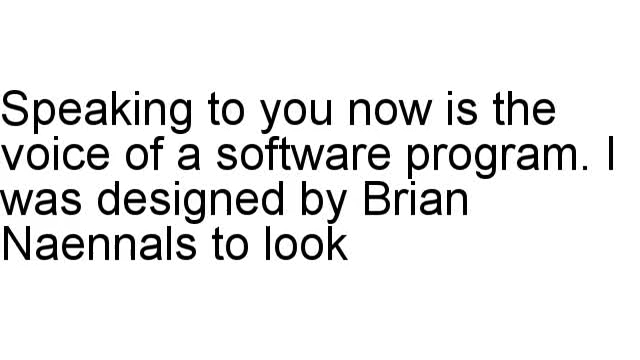 Speaking to you now is the
voice of a software program. I
was designed by Brian
Naennals to look